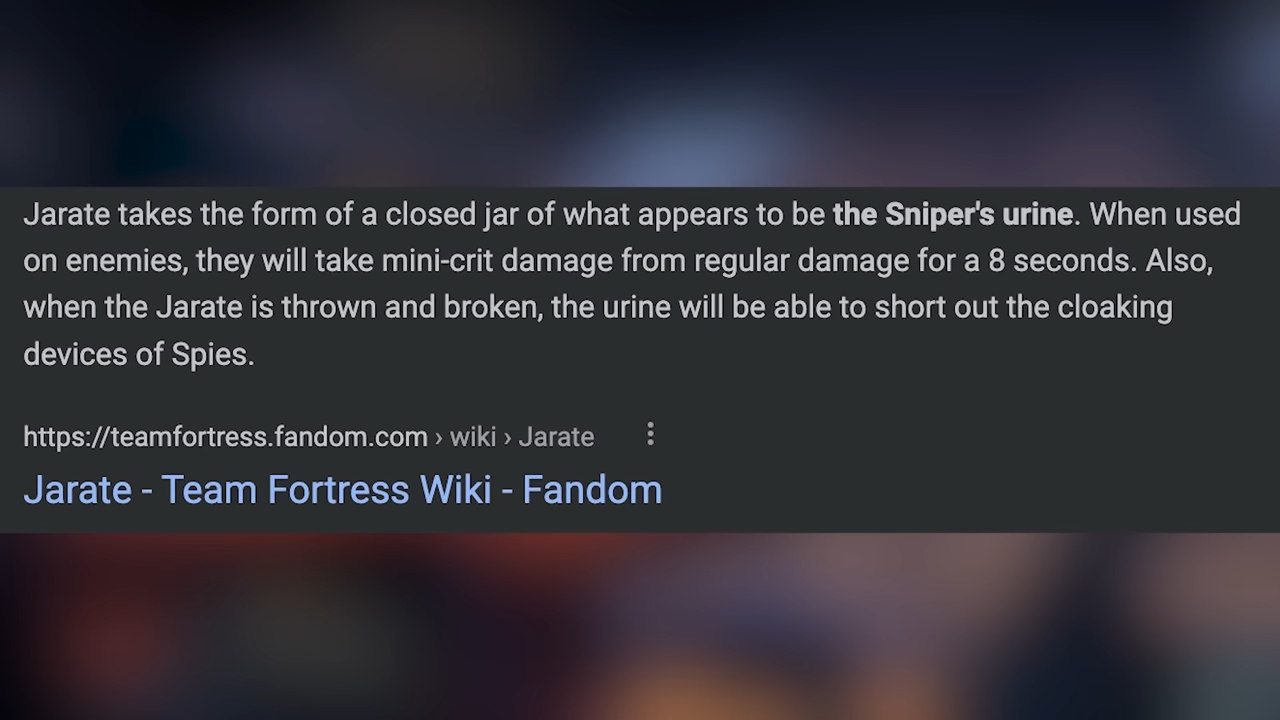 Jarate takes the form of a closed jar of what appears to be the Sniper's urine. When used
on enemies, they will take mini-crit damage from regular damage for a 8 seconds. Also,
when the Jarate is thrown and broken, the urine will be able to short out the cloaking
devices of Spies.
https://teamfortress.fandom.com › wiki › Jarate
Jarate - Team Fortress Wiki - Fandom